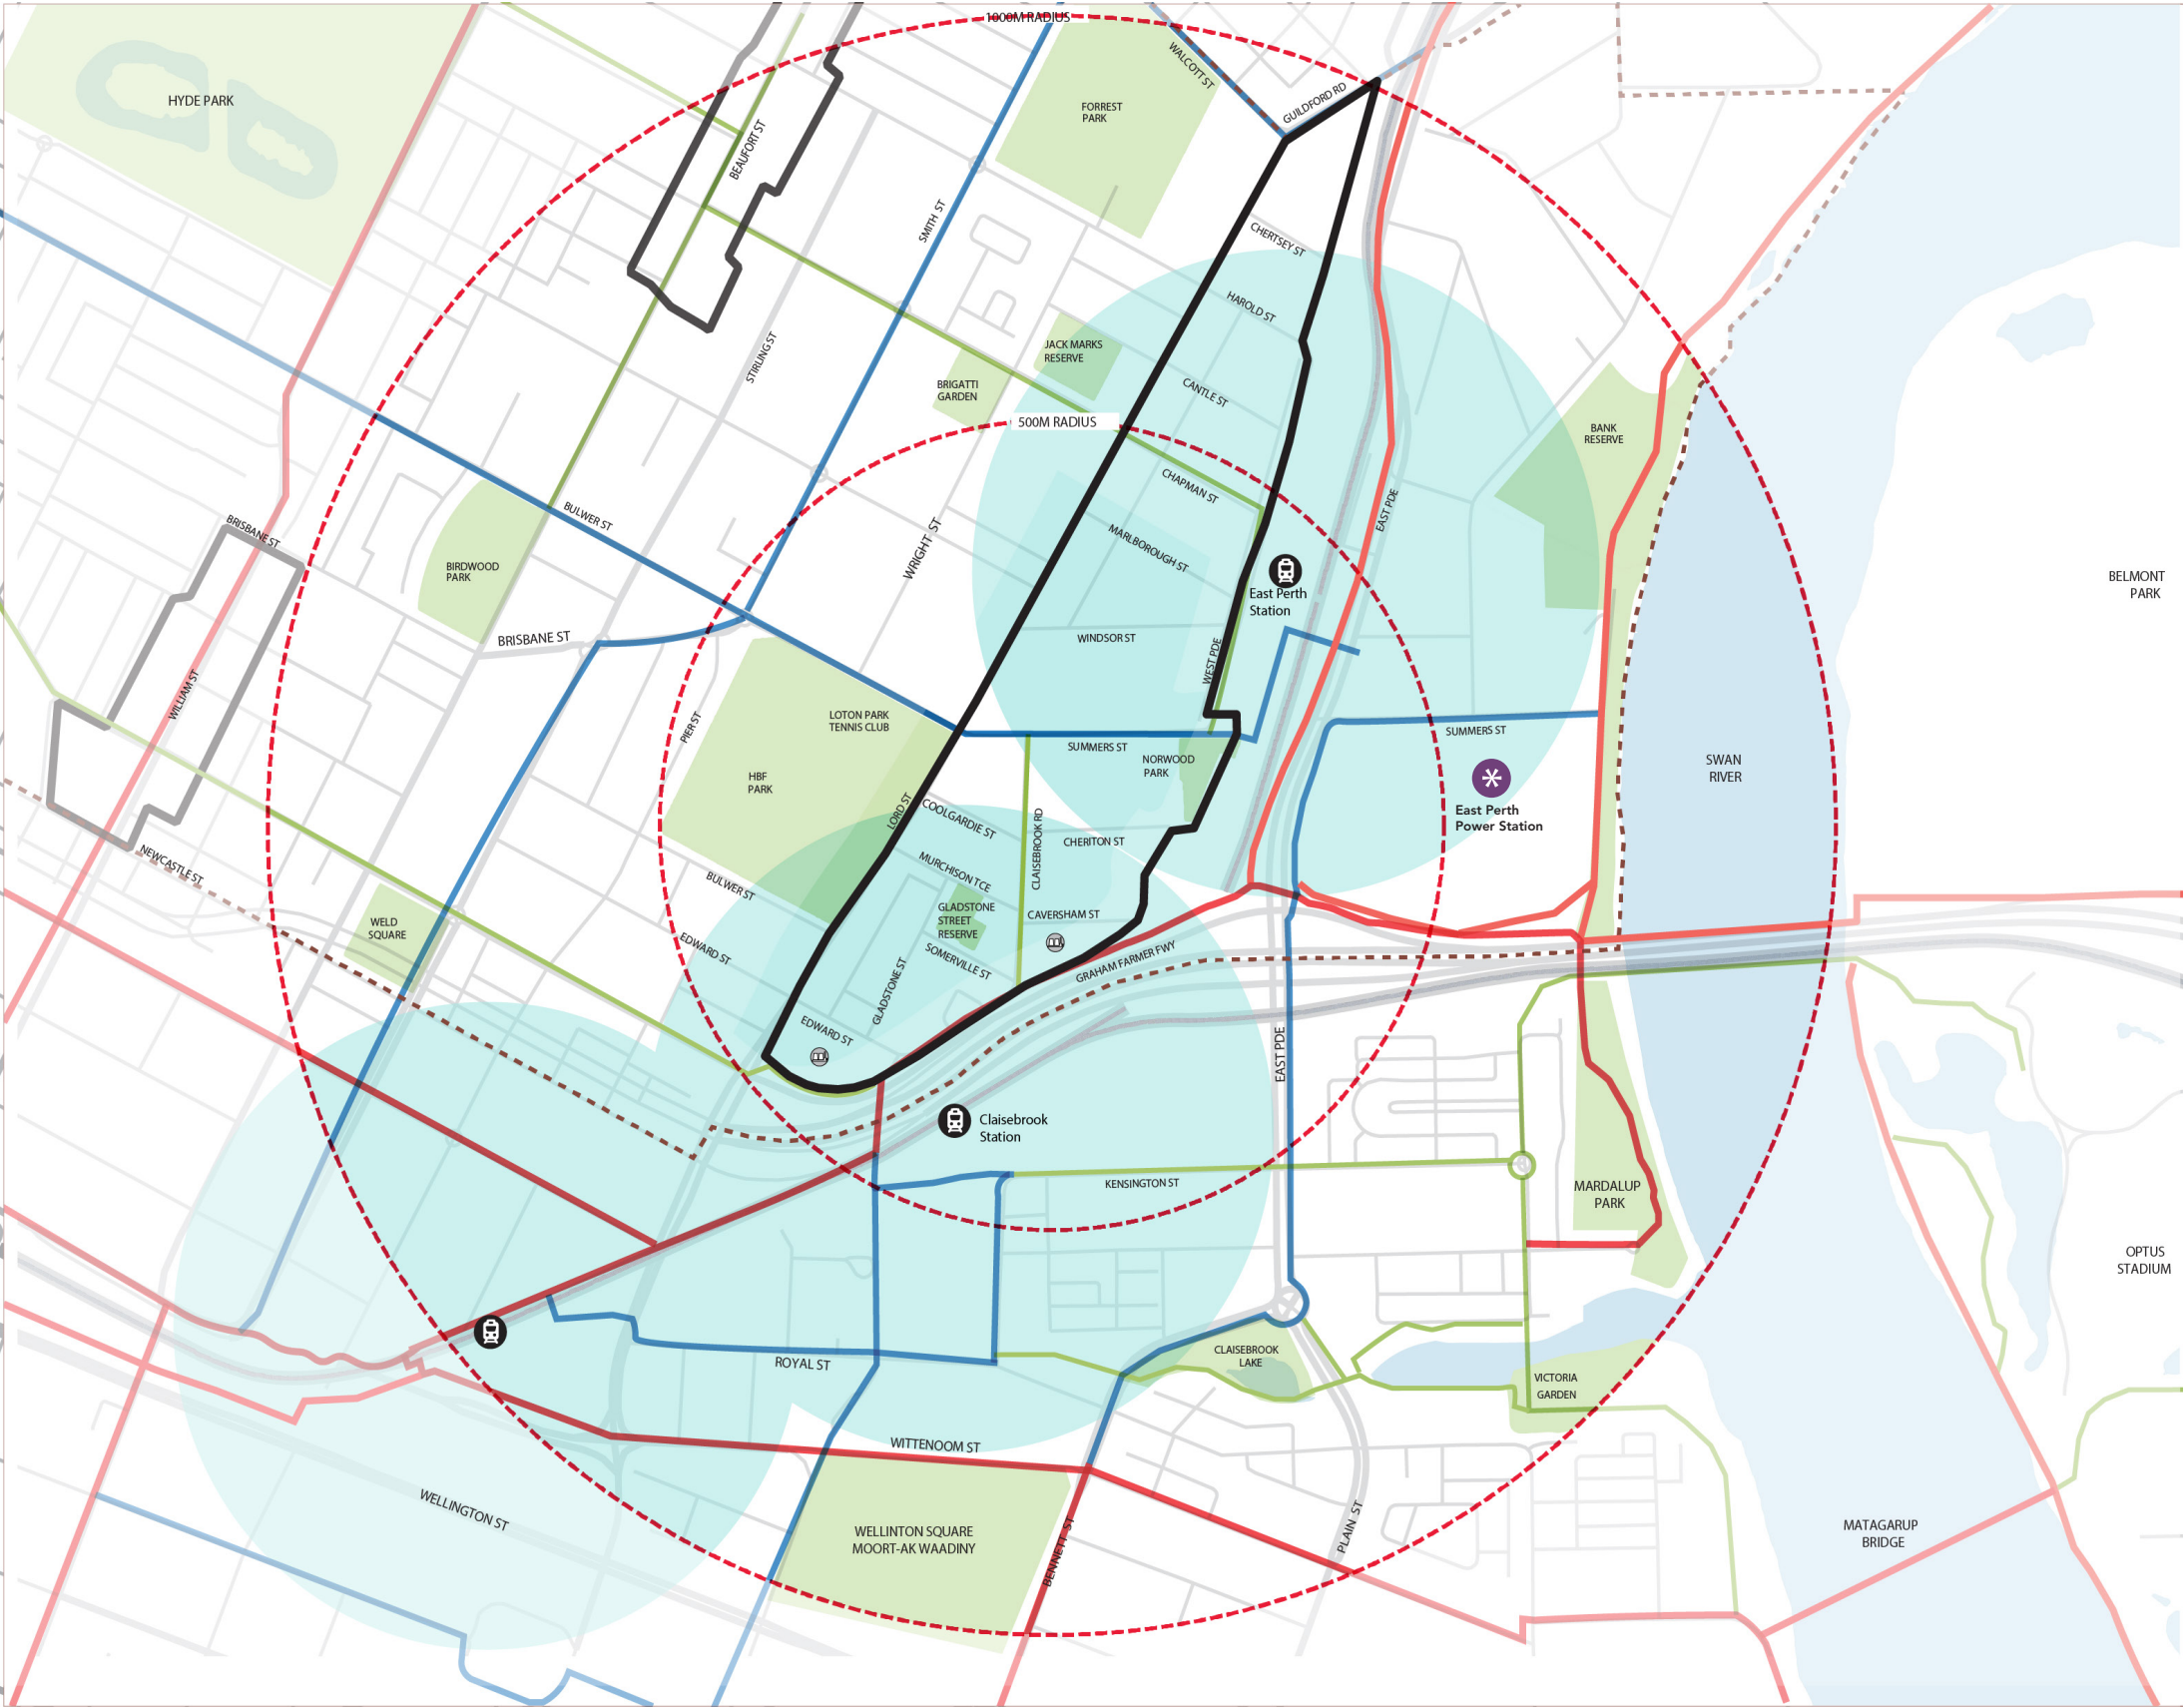 1000M RADIUS
WALCOTT ST
GUILDFORD RD
HYDE PARK
FORREST
PARK
BEAUFORT ST
SMITH ST
CHERTSEY ST
HAROLD ST
STIRLING ST
JACK MARKS
RESERVE
BRIGATTI
GARDEN
CANTLE ST
500M RADIUS
BANK
RESERVE
CHAPMAN ST
EAST PDE
BULWER ST
BRISBANE ST
WRIGHT ST
MARLBOROUGH ST
BIRDWOOD
PARK
East Perth
Station
BELMONT
PARK
BRISBANE ST
WINDSOR ST
WEST PDE
WILLIAM ST
PIER ST
LOTON PARK
TENNIS CLUB
SUMMERS ST
SUMMERS ST
NORWOOD
PARK
SWAN
RIVER
HBF
PARK
East Perth
Power Station
LORD ST
COOLGARDIE ST
CLAISEBROOK RD
CHERITON ST
NEWCASTLE ST
MURCHISON TCE
BULWER ST
GLADSTONE
STREET
RESERVE
CAVERSHAM ST
WELD
SQUARE
EDWARD ST
SOMERVILLE ST
GRAHAM FARMER FWY
GLADSTONE ST
EDWARD ST
EAST PDE
Claisebrook
Station
KENSINGTON ST
MARDALUP
PARK
OPTUS
STADIUM
ROYAL ST
CLAISEBROOK
LAKE
VICTORIA
GARDEN
WITTENOOM ST
WELLINGTON ST
WELLINTON SQUARE
MOORT-AK WAADINY
BENNETT ST
PLAIN ST
MATAGARUP
BRIDGE